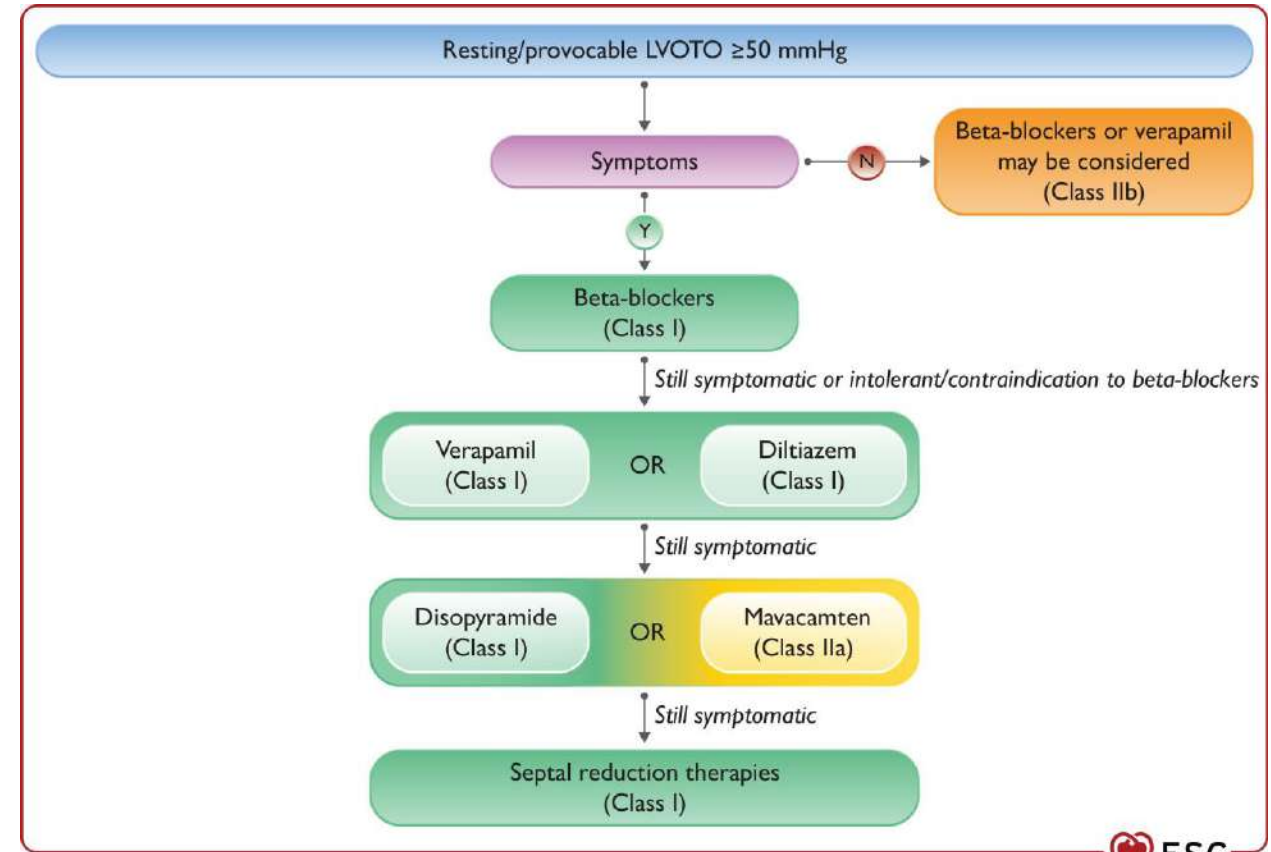 Resting/provocable LVOTO ≥50 mmHg
Symptoms
N
Beta-blockers or verapamil
may be considered
(Class IIb)
Y
Beta-blockers
(Class I)
Still symptomatic or intolerant/contraindication to beta-blockers
Verapamil
(Class I)
OR
Diltiazem
(Class I)
Still symptomatic
Disopyramide
(Class I)
OR
Mavacamten
(Class IIa)
Still symptomatic
Septal reduction therapies
(Class I)
ESC